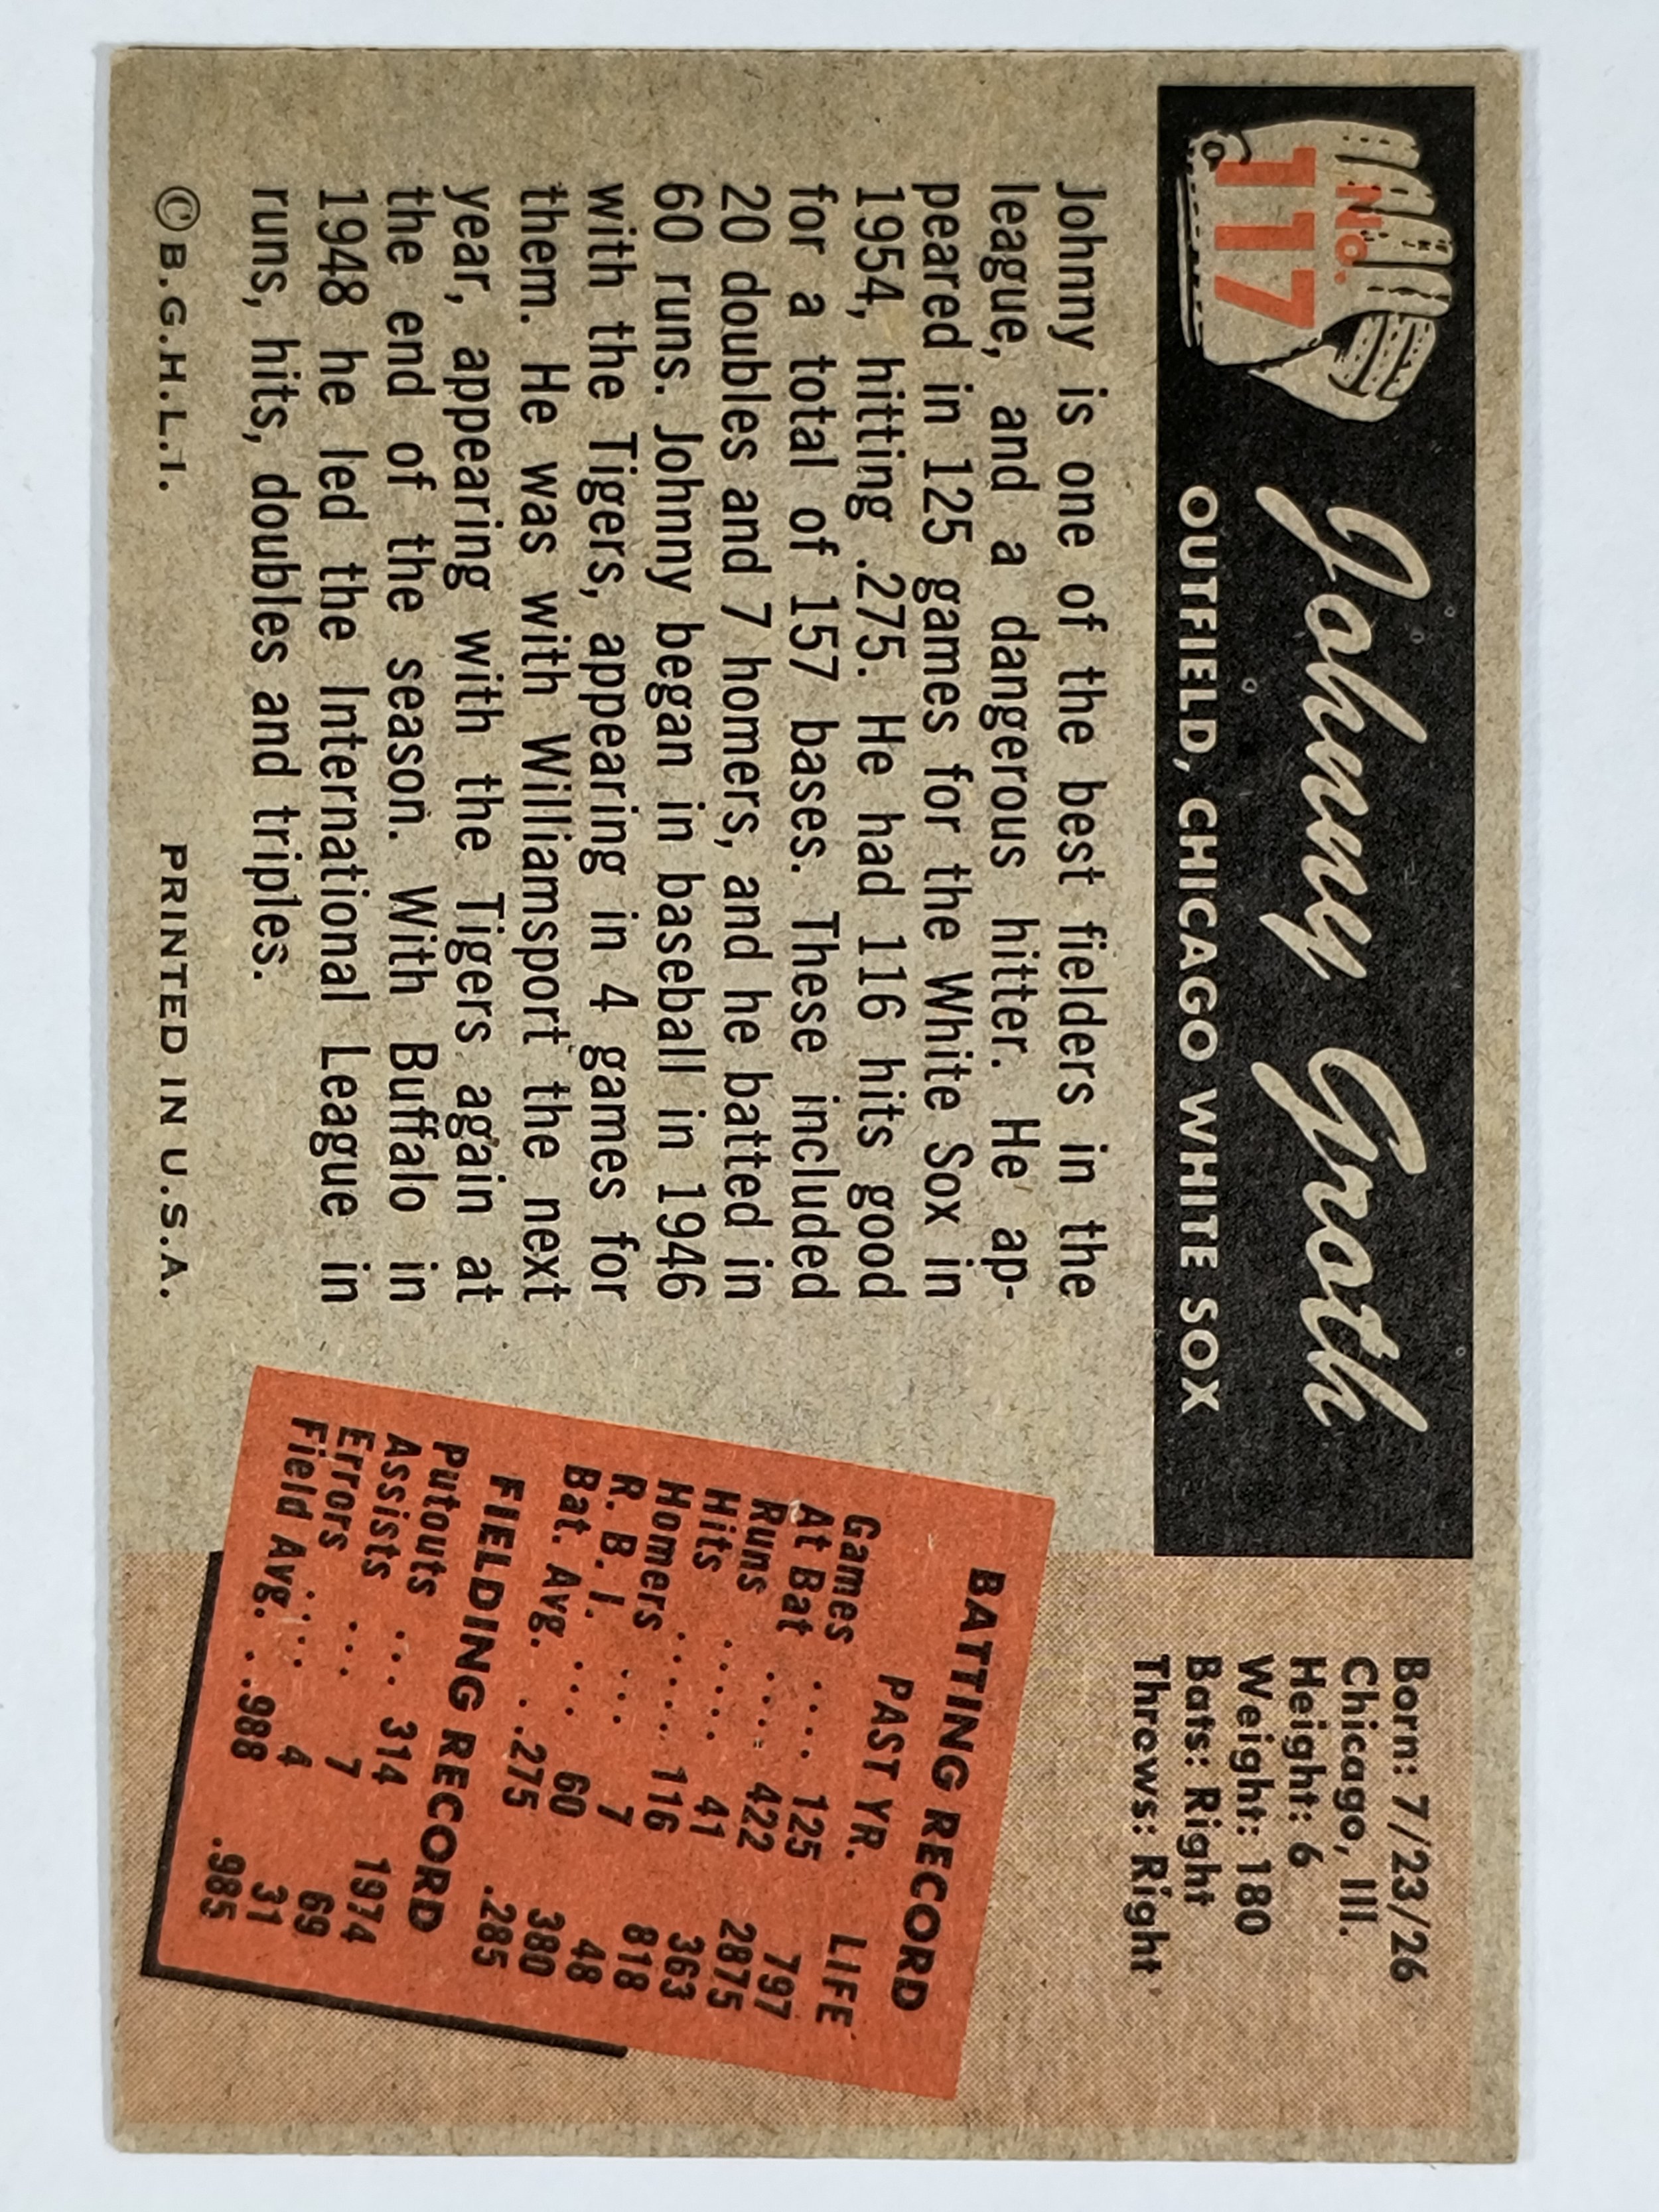 No.
117
Johnny Groth
OUTFIELD, CHICAGO WHITE SOX
Born: 7/23/26
Chicago, Ill.
Height: 6
Weight: 180
Bats: Right
Throws: Right
Johnny is one of the best fielders in the
league, and a dangerous hitter. He ap-
peared in 125 games for the White Sox in
1954, hitting .275. He had 116 hits good
for a total of 157 bases. These included
20 doubles and 7 homers, and he batted in
60 runs. Johnny began in baseball in 1946
with the Tigers, appearing in 4 games for
them. He was with Williamsport the next
year, appearing with the Tigers again at
the end of the season. With Buffalo in
1948 he led the International League in
runs, hits, doubles and triples.
BATTING RECORD
PAST YR. LIFE
Games .... 125 797
At Bat .... 422 2875
Runs ..... 41 363
Hits ..... 116 818
Homers ... 7 48
R. B. I. ... 60 380
Bat. Avg. . .275 .285
FIELDING RECORD
Putouts ... 314 1974
Assists ... 7 69
Errors .... 4 31
Field Avg. . .988 .985
© B.G.H.L.I. PRINTED IN U.S.A.